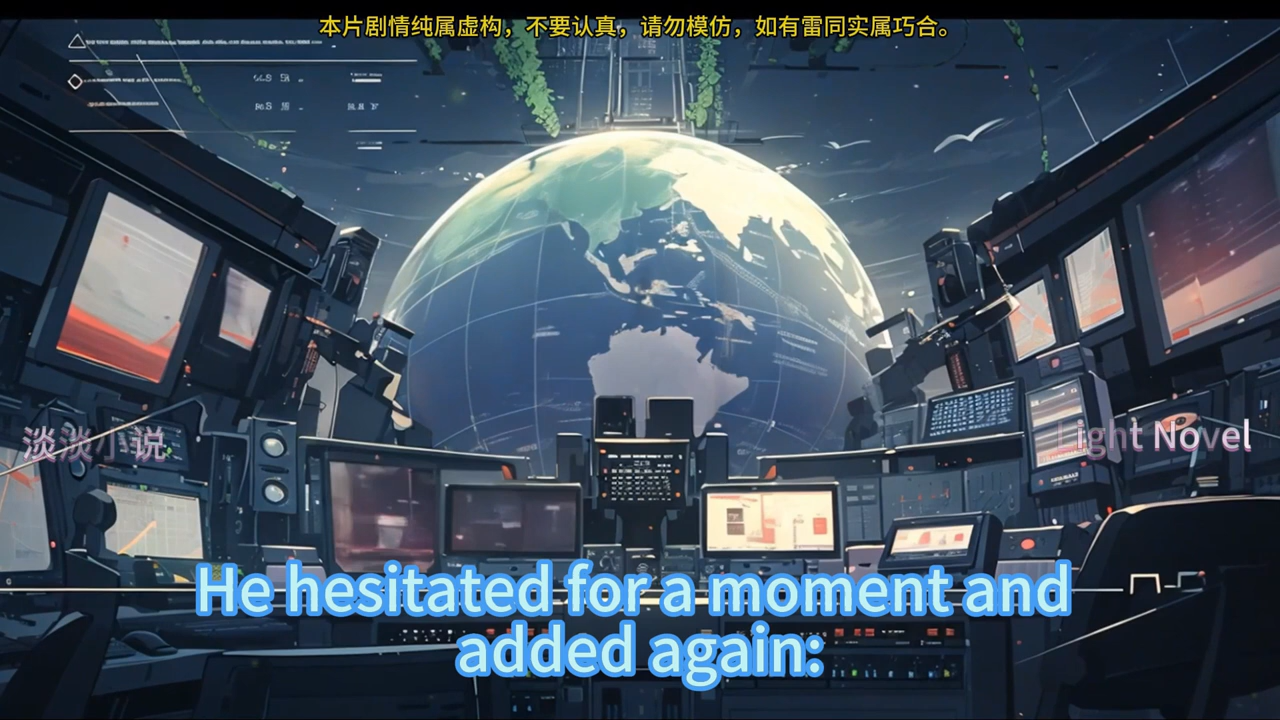 本片剧情纯属虚构，不要认真，请勿模仿，如有雷同实属巧合。
淡淡小说
Light Novel
He hesitated for a moment and
added again: